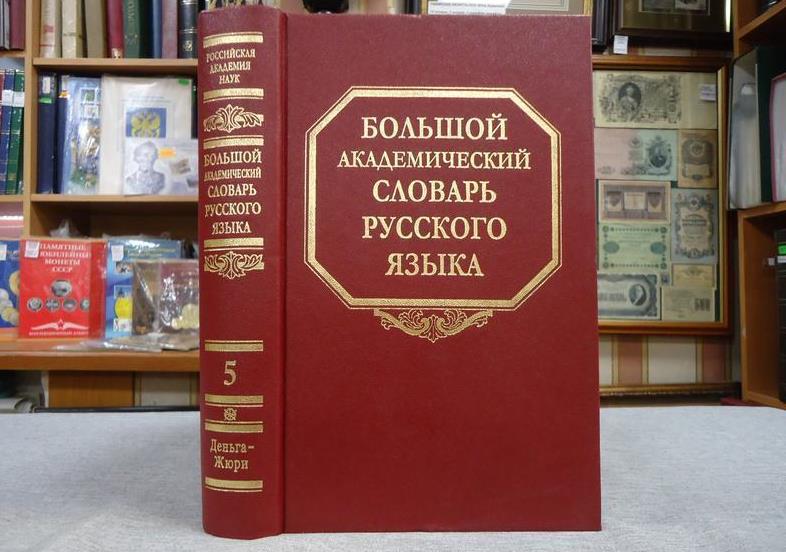 РОССИЙСКАЯ
АКАДЕМИЯ
НАУК
БОЛЬШОЙ
АКАДЕМИЧЕСКИЙ
СЛОВАРЬ
РУССКОГО
ЯЗЫКА
5
Деньга-
Жюри
БОЛЬШОЙ
АКАДЕМИЧЕСКИЙ
СЛОВАРЬ
РУССКОГО
ЯЗЫКА
ПАМЯТНЫЕ
ЮБИЛЕЙНЫЕ
МОНЕТЫ
СССР